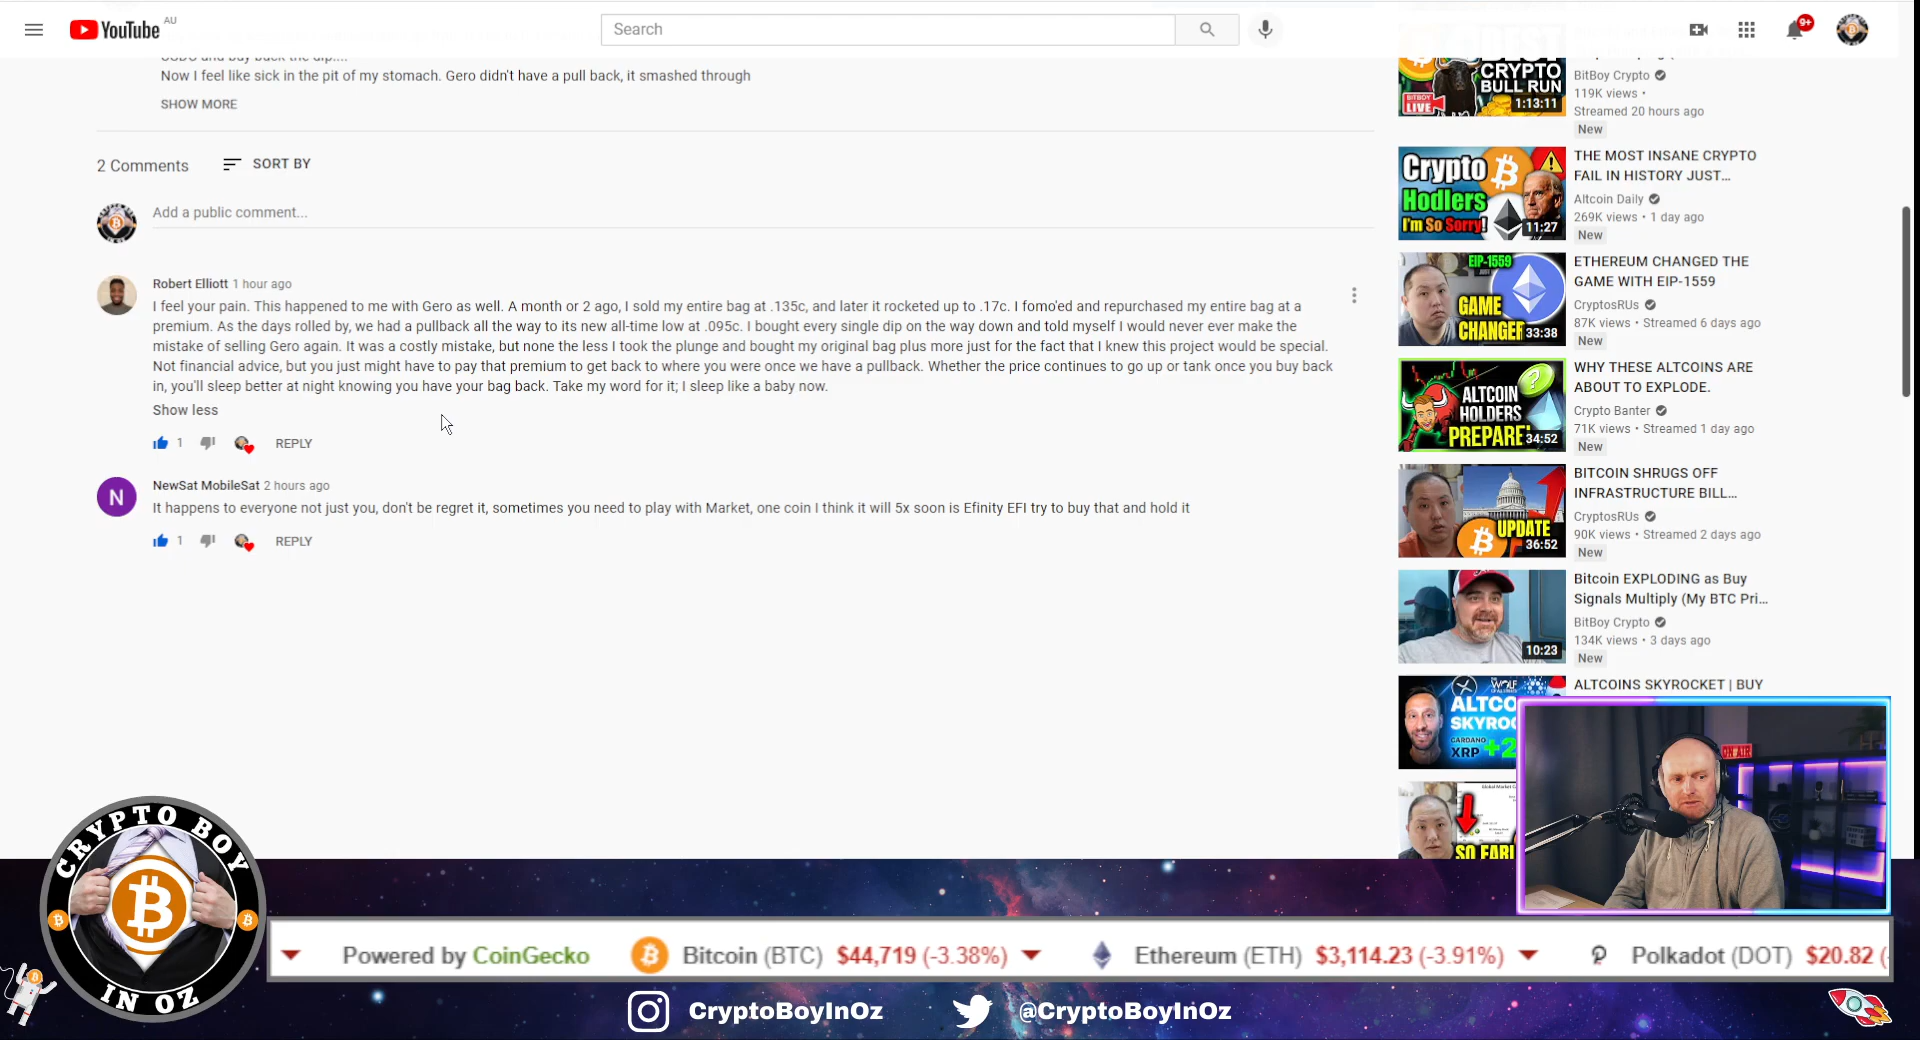 YouTube AU
Search
9+
Now I feel like sick in the pit of my stomach. Gero didn't have a pull back, it smashed through
SHOW MORE
2 Comments
SORT BY
Add a public comment...
Robert Elliott 1 hour ago
I feel your pain. This happened to me with Gero as well. A month or 2 ago, I sold my entire bag at .135c, and later it rocketed up to .17c. I fomo'ed and repurchased my entire bag at a
premium. As the days rolled by, we had a pullback all the way to its new all-time low at .095c. I bought every single dip on the way down and told myself I would never ever make the
mistake of selling Gero again. It was a costly mistake, but none the less I took the plunge and bought my original bag plus more just for the fact that I knew this project would be special.
Not financial advice, but you just might have to pay that premium to get back to where you were once we have a pullback. Whether the price continues to go up or tank once you buy back
in, you'll sleep better at night knowing you have your bag back. Take my word for it; I sleep like a baby now.
Show less
1
REPLY
N
NewSat MobileSat 2 hours ago
It happens to everyone not just you, don't be regret it, sometimes you need to play with Market, one coin I think it will 5x soon is Efinity EFI try to buy that and hold it
1
REPLY
CRYPTO
BULL RUN
BITBOY
LIVE
1:13:11
BitBoy Crypto
119K views •
Streamed 20 hours ago
New
Crypto
Hodlers
I'm So Sorry!
11:27
THE MOST INSANE CRYPTO
FAIL IN HISTORY JUST...
Altcoin Daily
269K views • 1 day ago
New
EIP-1559
GAME
CHANGER
33:38
ETHEREUM CHANGED THE
GAME WITH EIP-1559
CryptosRUs
87K views • Streamed 6 days ago
New
ALTCOIN
HOLDERS
PREPARE!
34:52
WHY THESE ALTCOINS ARE
ABOUT TO EXPLODE.
Crypto Banter
71K views • Streamed 1 day ago
New
UPDATE
36:52
BITCOIN SHRUGS OFF
INFRASTRUCTURE BILL...
CryptosRUs
90K views • Streamed 2 days ago
New
10:23
Bitcoin EXPLODING as Buy
Signals Multiply (My BTC Pri...
BitBoy Crypto
134K views • 3 days ago
New
ALTCO
SKYRO
CARDANO
XRP +2
ALTCOINS SKYROCKET | BUY
SO EARL
ON AIR
CRYPTO BOY
IN OZ
Powered by CoinGecko
Bitcoin (BTC) $44,719 (-3.38%)
Ethereum (ETH) $3,114.23 (-3.91%)
Polkadot (DOT) $20.82 (-
CryptoBoyInOz
@CryptoBoyInOz